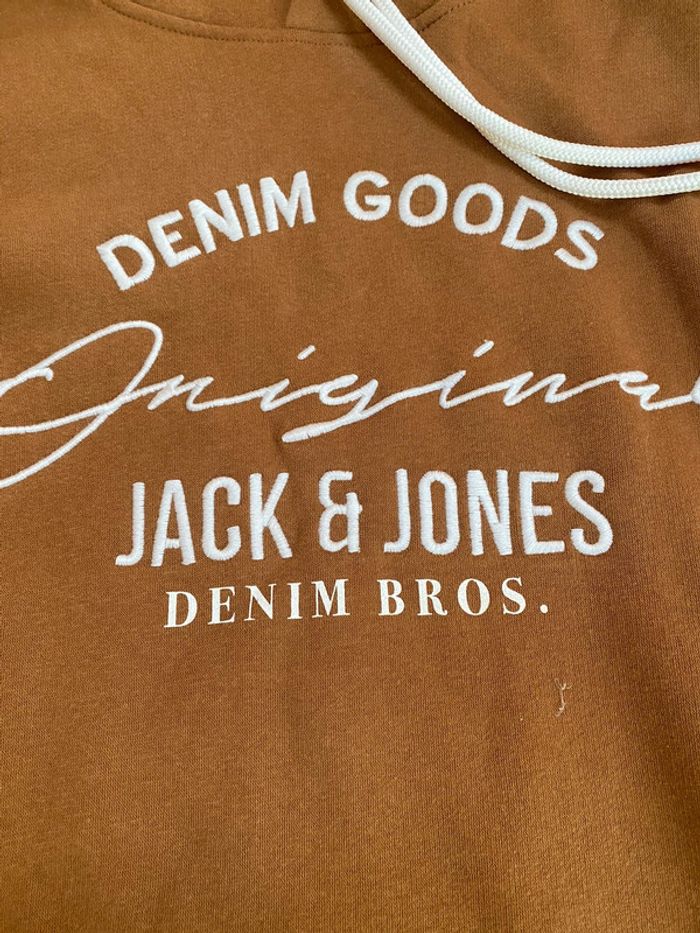 DENIM GOODS
Original
JACK & JONES
DENIM BROS.